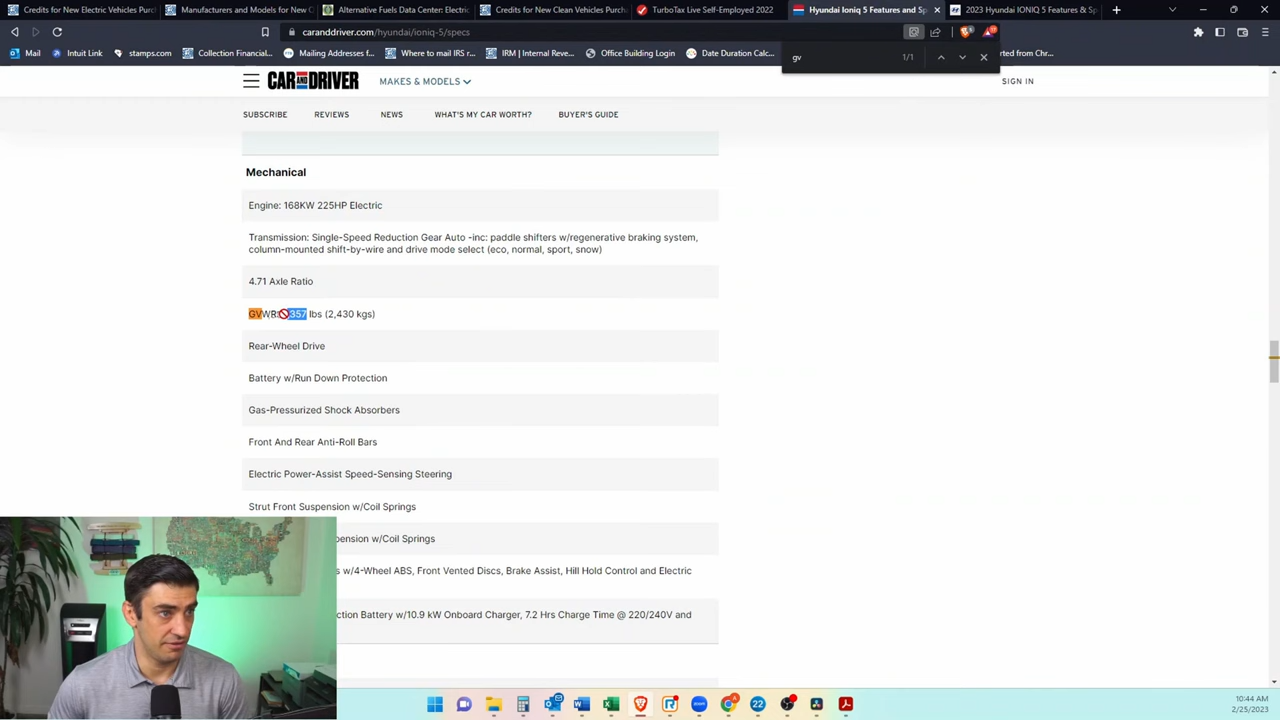 Credits for New Electric Vehicles Purc
Manufacturers and Models for New C
Alternative Fuels Data Center: Electri
Credits for New Clean Vehicles Purcha
TurboTax Live Self-Employed 2022
Hyundai Ioniq 5 Features and Sp
2023 Hyundai IONIQ 5 Features & Sp
caranddriver.com/hyundai/ioniq-5/specs
Mail
Intuit Link
stamps.com
Collection Financial...
Mailing Addresses f...
Where to mail IRS r...
IRM | Internal Reve...
Office Building Login
Date Duration Calc...
rted from Chr...
gv
1/1
CAR AND DRIVER
MAKES & MODELS
SIGN IN
SUBSCRIBE
REVIEWS
NEWS
WHAT'S MY CAR WORTH?
BUYER'S GUIDE
Mechanical
Engine: 168KW 225HP Electric
Transmission: Single-Speed Reduction Gear Auto -inc: paddle shifters w/regenerative braking system,
column-mounted shift-by-wire and drive mode select (eco, normal, sport, snow)
4.71 Axle Ratio
GVWR: 357 lbs (2,430 kgs)
Rear-Wheel Drive
Battery w/Run Down Protection
Gas-Pressurized Shock Absorbers
Front And Rear Anti-Roll Bars
Electric Power-Assist Speed-Sensing Steering
Strut Front Suspension w/Coil Springs
pension w/Coil Springs
s w/4-Wheel ABS, Front Vented Discs, Brake Assist, Hill Hold Control and Electric
ction Battery w/10.9 kW Onboard Charger, 7.2 Hrs Charge Time @ 220/240V and
22
10:44 AM
2/25/2023